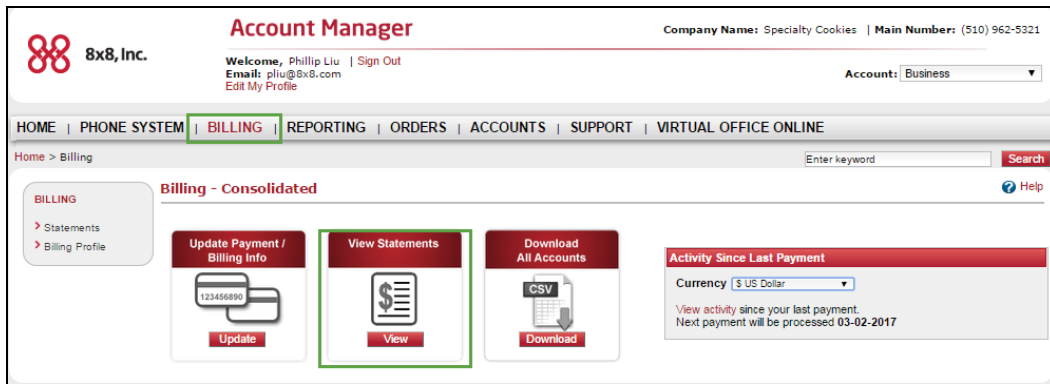 8x8, Inc.
Account Manager
Company Name: Specialty Cookies | Main Number: (510) 962-5321
Welcome, Phillip Liu | Sign Out
Email: pliu@8x8.com
Edit My Profile
Account: Business
HOME | PHONE SYSTEM | BILLING | REPORTING | ORDERS | ACCOUNTS | SUPPORT | VIRTUAL OFFICE ONLINE
Home > Billing
Enter keyword
Search
BILLING
> Statements
> Billing Profile
Billing - Consolidated
Help
Update Payment /
Billing Info
123456890
Update
View Statements
$
View
Download
All Accounts
CSV
Download
Activity Since Last Payment
Currency $ US Dollar
View activity since your last payment.
Next payment will be processed 03-02-2017